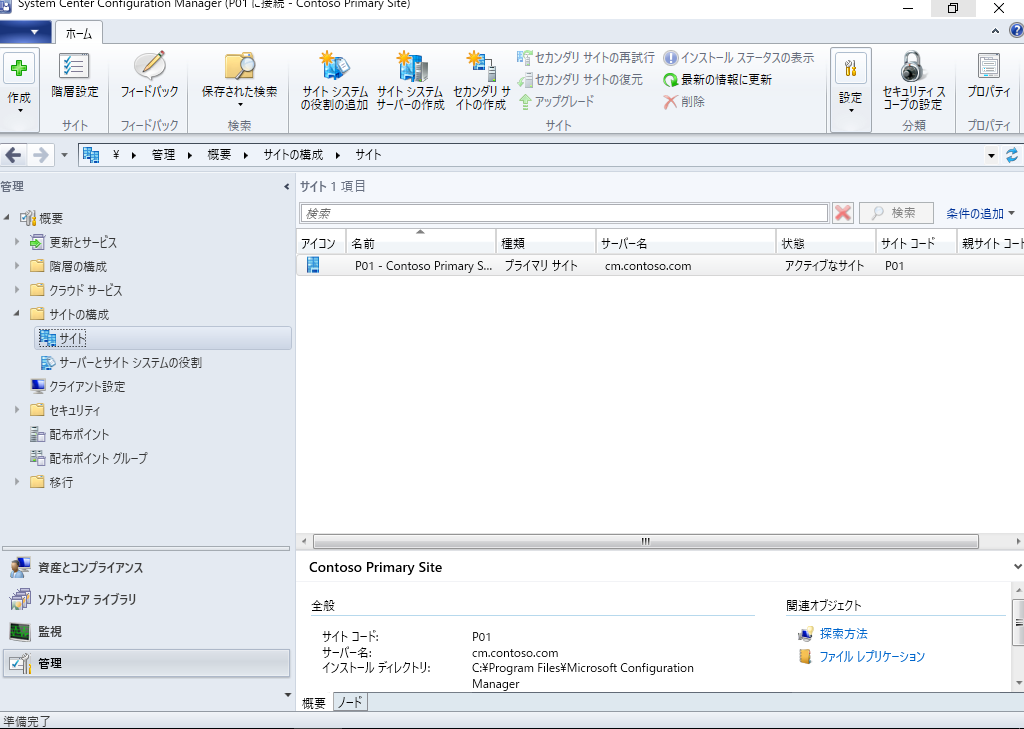 System Center Configuration Manager (P01 に接続 - Contoso Primary Site)
ホーム
作成
階層設定
サイト
フィードバック
フィードバック
保存された検索
検索
サイト システム
の役割の追加
サイト システム
サーバーの作成
セカンダリ サ
イトの作成
セカンダリ サイトの再試行
セカンダリ サイトの復元
アップグレード
インストール ステータスの表示
最新の情報に更新
削除
サイト
設定
セキュリティ ス
コープの設定
分類
プロパティ
プロパティ
¥ 管理 概要 サイトの構成 サイト
管理
概要
更新とサービス
階層の構成
クラウド サービス
サイトの構成
サイト
サーバーとサイト システムの役割
クライアント設定
セキュリティ
配布ポイント
配布ポイント グループ
移行
資産とコンプライアンス
ソフトウェア ライブラリ
監視
管理
サイト 1 項目
検索 検索 条件の追加
アイコン 名前 種類 サーバー名 状態 サイト コード 親サイト コー
P01 - Contoso Primary S... プライマリ サイト cm.contoso.com アクティブなサイト P01
Contoso Primary Site
全般
サイト コード: P01
サーバー名: cm.contoso.com
インストール ディレクトリ: C:¥Program Files¥Microsoft Configuration
Manager
関連オブジェクト
探索方法
ファイル レプリケーション
概要 ノード
準備完了